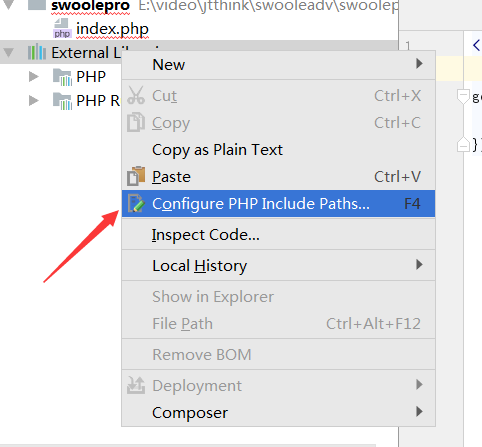 swoolepro E:\video\jtthink\swooleadv\swoolep
index.php
External Li
PHP
PHP R
1
<
g
}
New
Cut Ctrl+X
Copy Ctrl+C
Copy as Plain Text
Paste Ctrl+V
Configure PHP Include Paths... F4
Inspect Code...
Local History
Show in Explorer
File Path Ctrl+Alt+F12
Remove BOM
Deployment
Composer